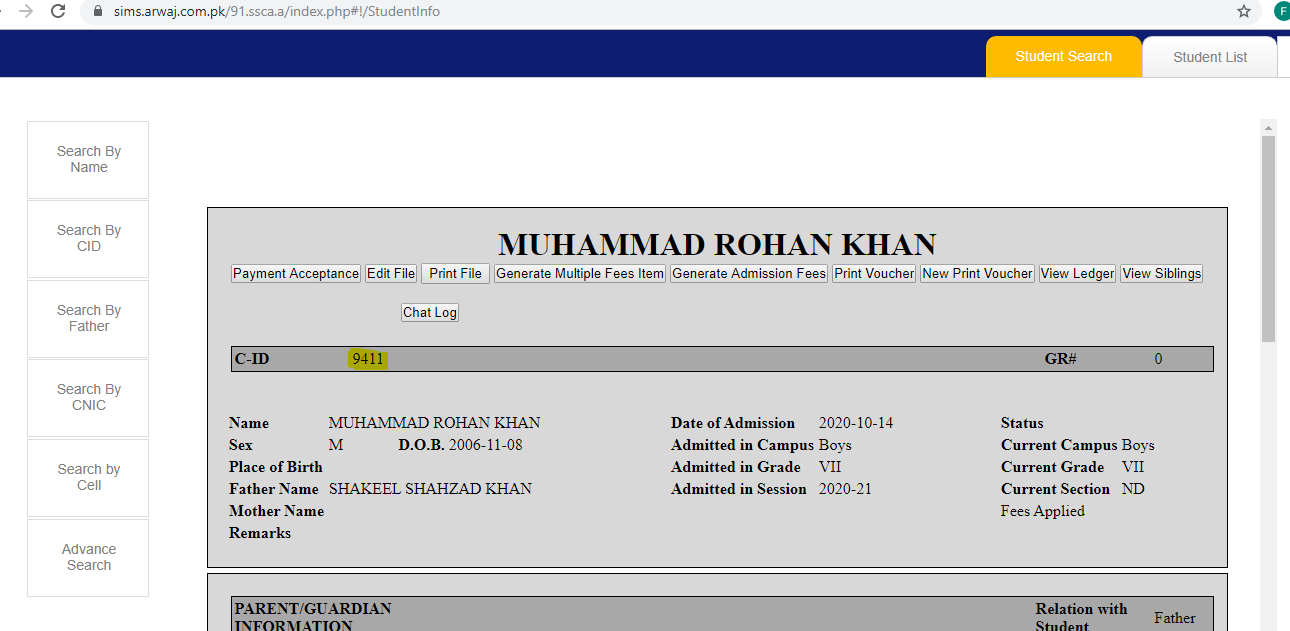 sims.arwaj.com.pk/91.ssca.a/index.php#!/StudentInfo
F
Student Search Student List
Search By
Name
Search By
CID
Search By
Father
Search By
CNIC
Search by
Cell
Advance
Search
MUHAMMAD ROHAN KHAN
Payment Acceptance Edit File Print File Generate Multiple Fees Item Generate Admission Fees Print Voucher New Print Voucher View Ledger View Siblings
Chat Log
C-ID 9411 GR# 0
Name MUHAMMAD ROHAN KHAN Date of Admission 2020-10-14 Status
Sex M D.O.B. 2006-11-08 Admitted in Campus Boys Current Campus Boys
Place of Birth Admitted in Grade VII Current Grade VII
Father Name SHAKEEL SHAHZAD KHAN Admitted in Session 2020-21 Current Section ND
Mother Name Fees Applied
Remarks
PARENT/GUARDIAN Relation with
INFORMATION Student Father